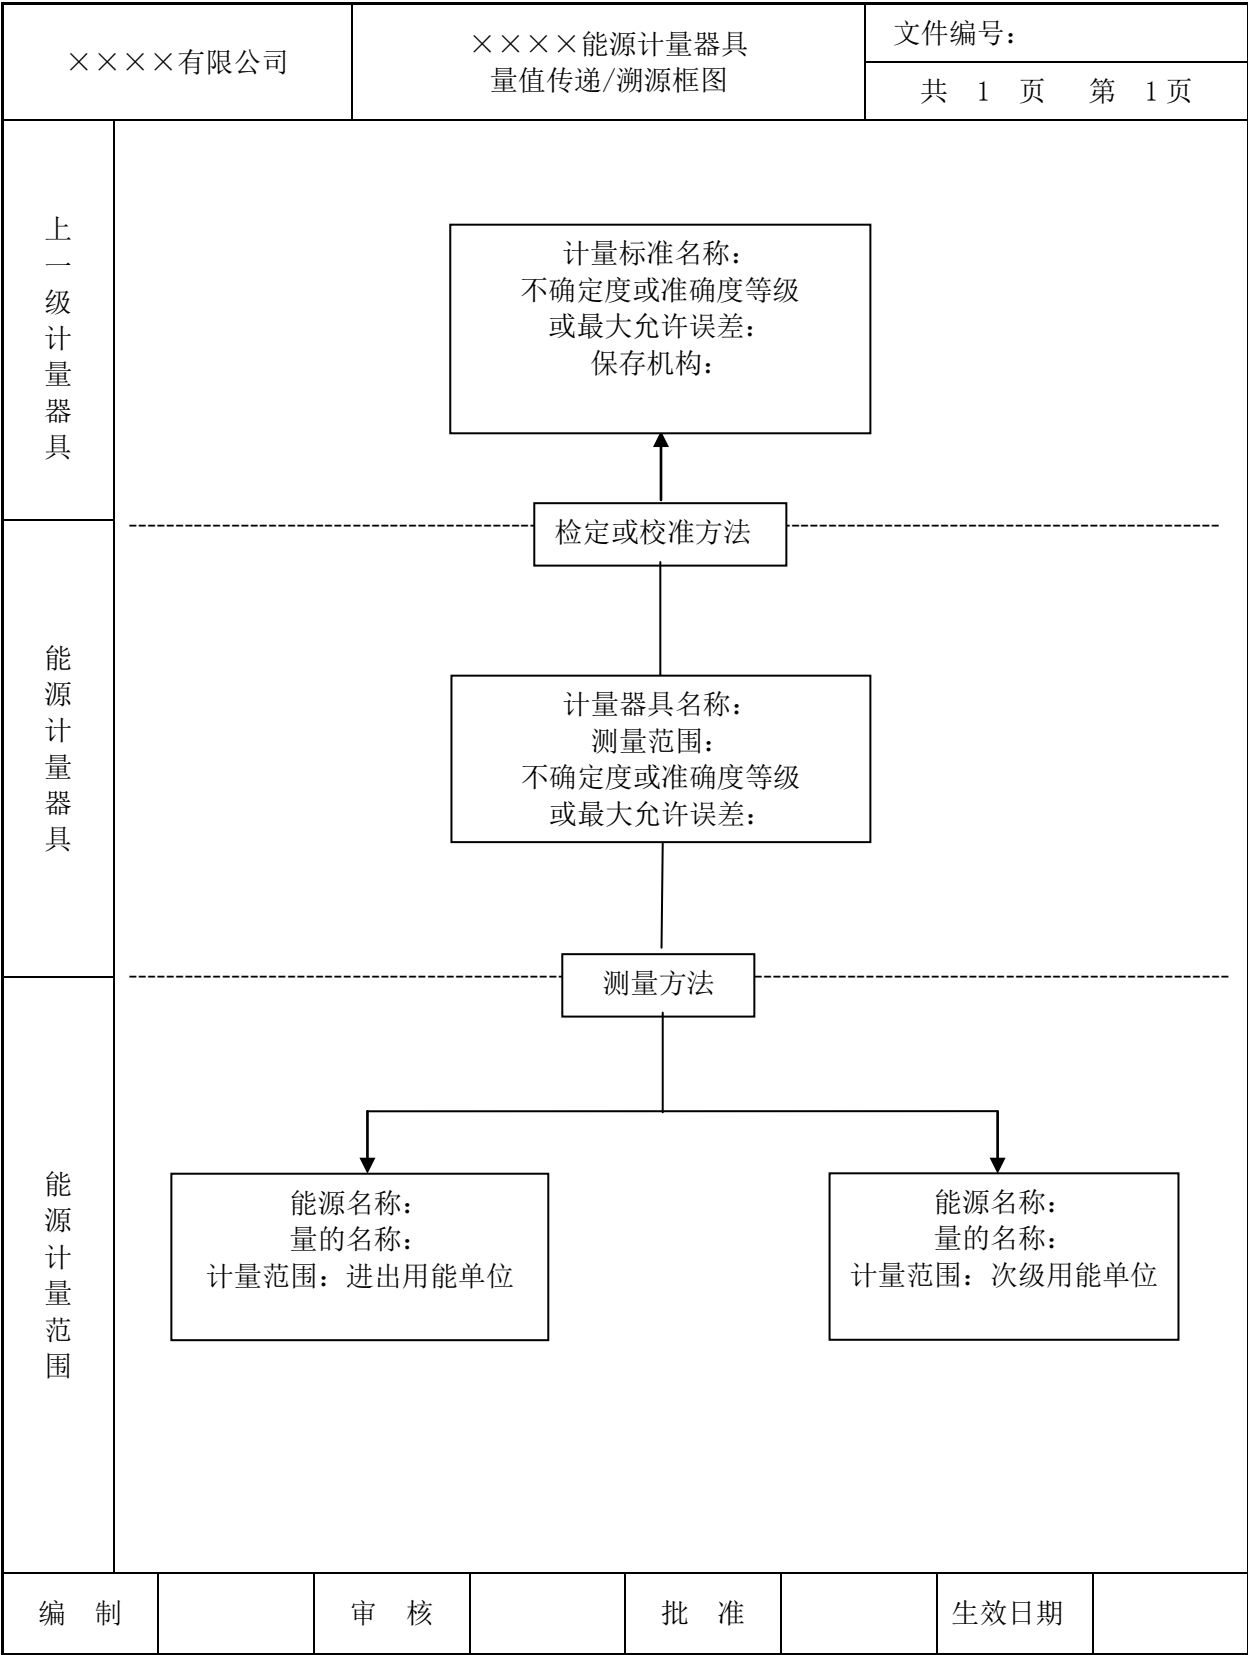 ××××有限公司
××××能源计量器具
量值传递/溯源框图
文件编号：
共 1 页 第 1页
上一级计量器具
计量标准名称：
不确定度或准确度等级
或最大允许误差：
保存机构：
检定或校准方法
能源计量器具
计量器具名称：
测量范围：
不确定度或准确度等级
或最大允许误差：
测量方法
能源计量范围
能源名称：
量的名称：
计量范围：进出用能单位
能源名称：
量的名称：
计量范围：次级用能单位
编 制
审 核
批 准
生效日期